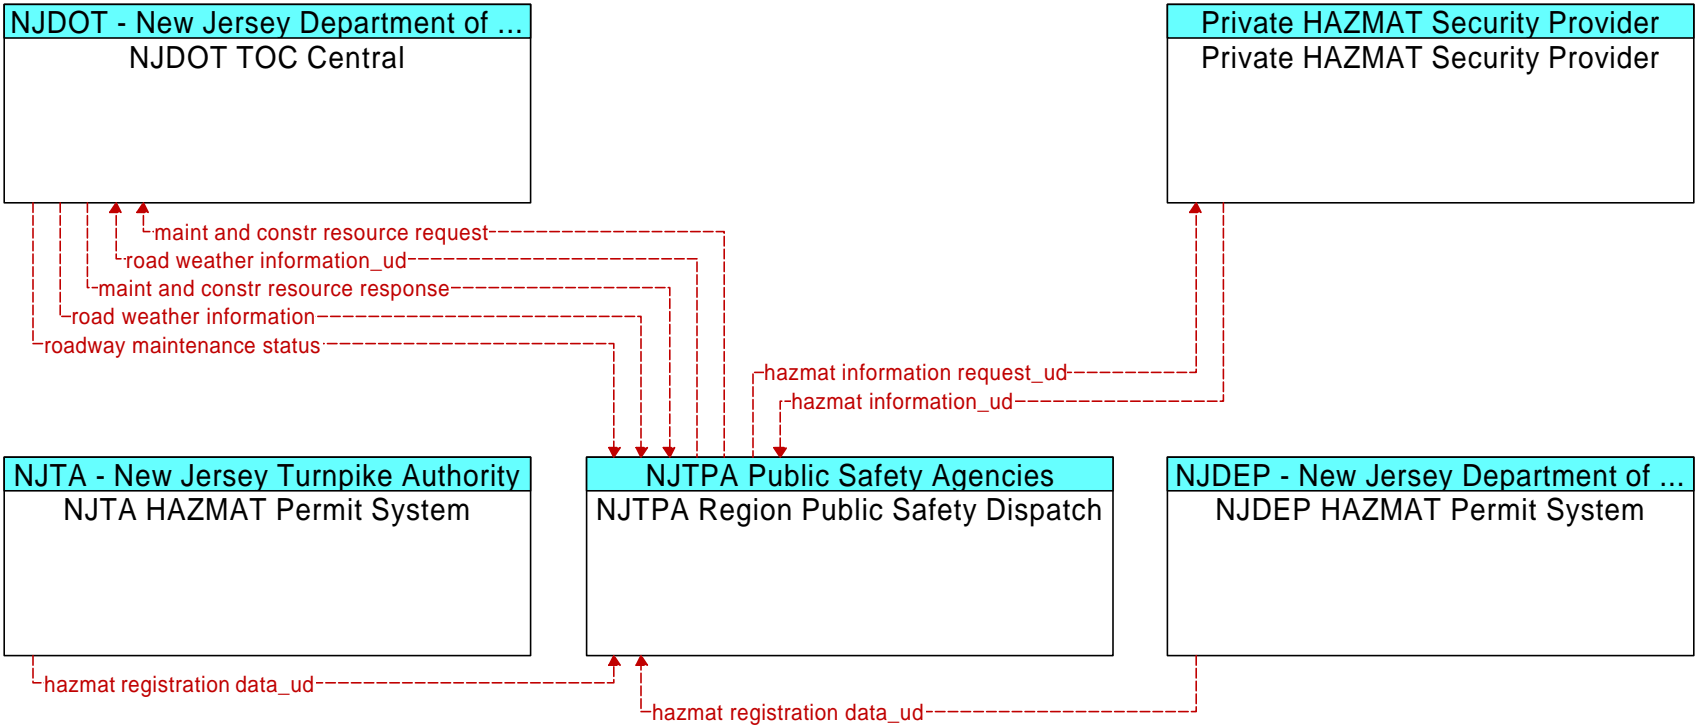 NJDOT - New Jersey Department of ...
NJDOT TOC Central
Private HAZMAT Security Provider
Private HAZMAT Security Provider
maint and constr resource request
road weather information_ud
maint and constr resource response
road weather information
roadway maintenance status
hazmat information request_ud
hazmat information_ud
NJTA - New Jersey Turnpike Authority
NJTA HAZMAT Permit System
NJTPA Public Safety Agencies
NJTPA Region Public Safety Dispatch
NJDEP - New Jersey Department of ...
NJDEP HAZMAT Permit System
hazmat registration data_ud
hazmat registration data_ud